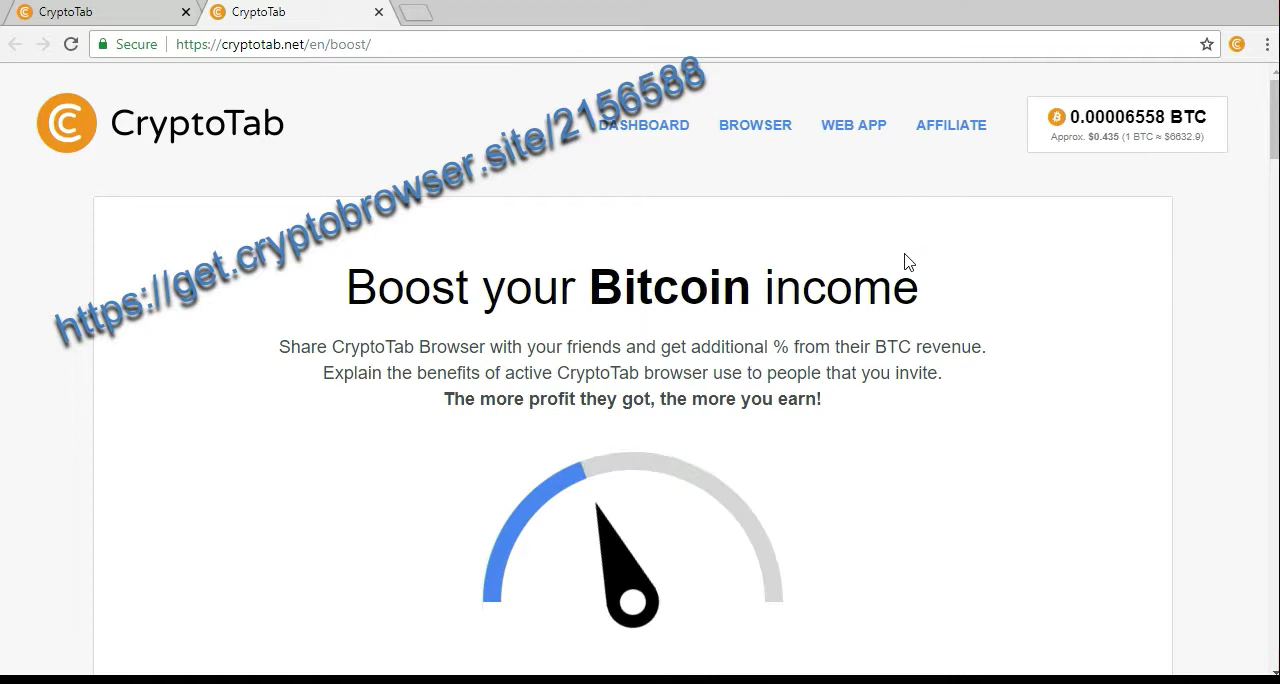 CryptoTab
CryptoTab
Secure
https://cryptotab.net/en/boost/
CryptoTab
DASHBOARD
BROWSER
WEB APP
AFFILIATE
0.00006558 BTC
Approx. $0.435 (1 BTC ≈ $6632.9)
https://get.cryptobrowser.site/2156588
Boost your Bitcoin income
Share CryptoTab Browser with your friends and get additional % from their BTC revenue.
Explain the benefits of active CryptoTab browser use to people that you invite.
The more profit they got, the more you earn!